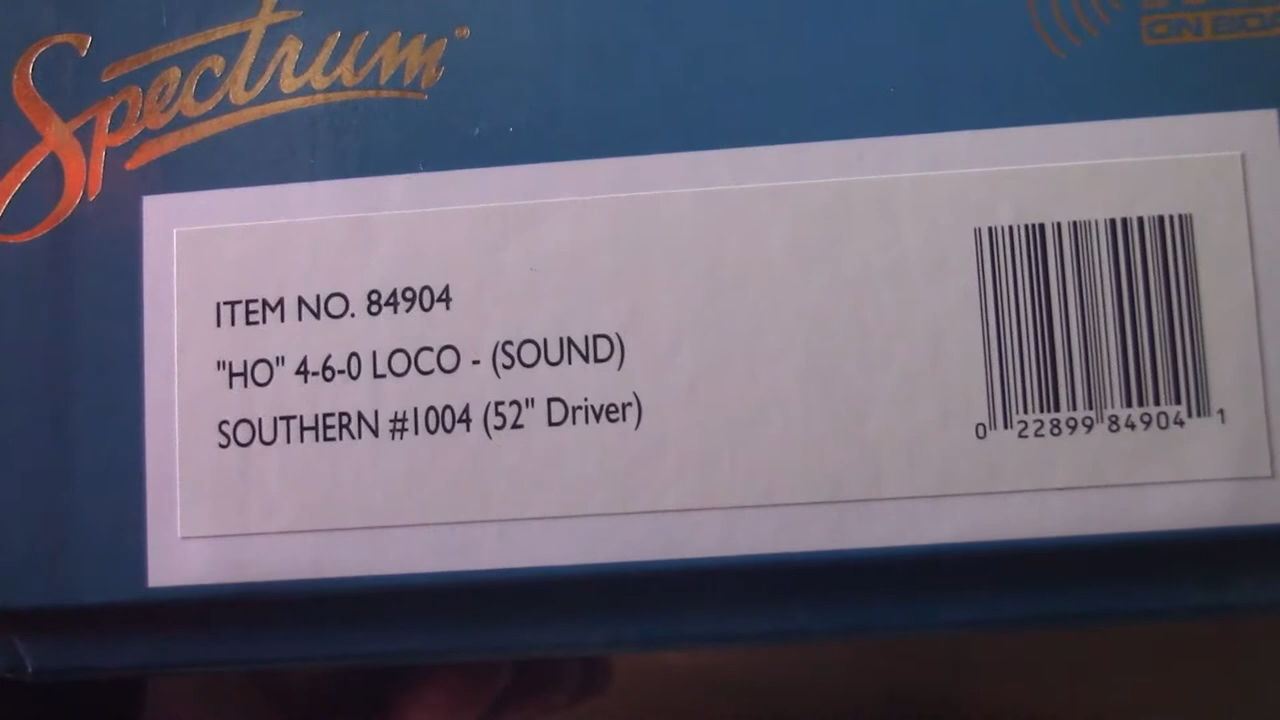 Spectrum
ITEM NO. 84904
"HO" 4-6-0 LOCO - (SOUND)
SOUTHERN #1004 (52" Driver)
0 22899 84904 1